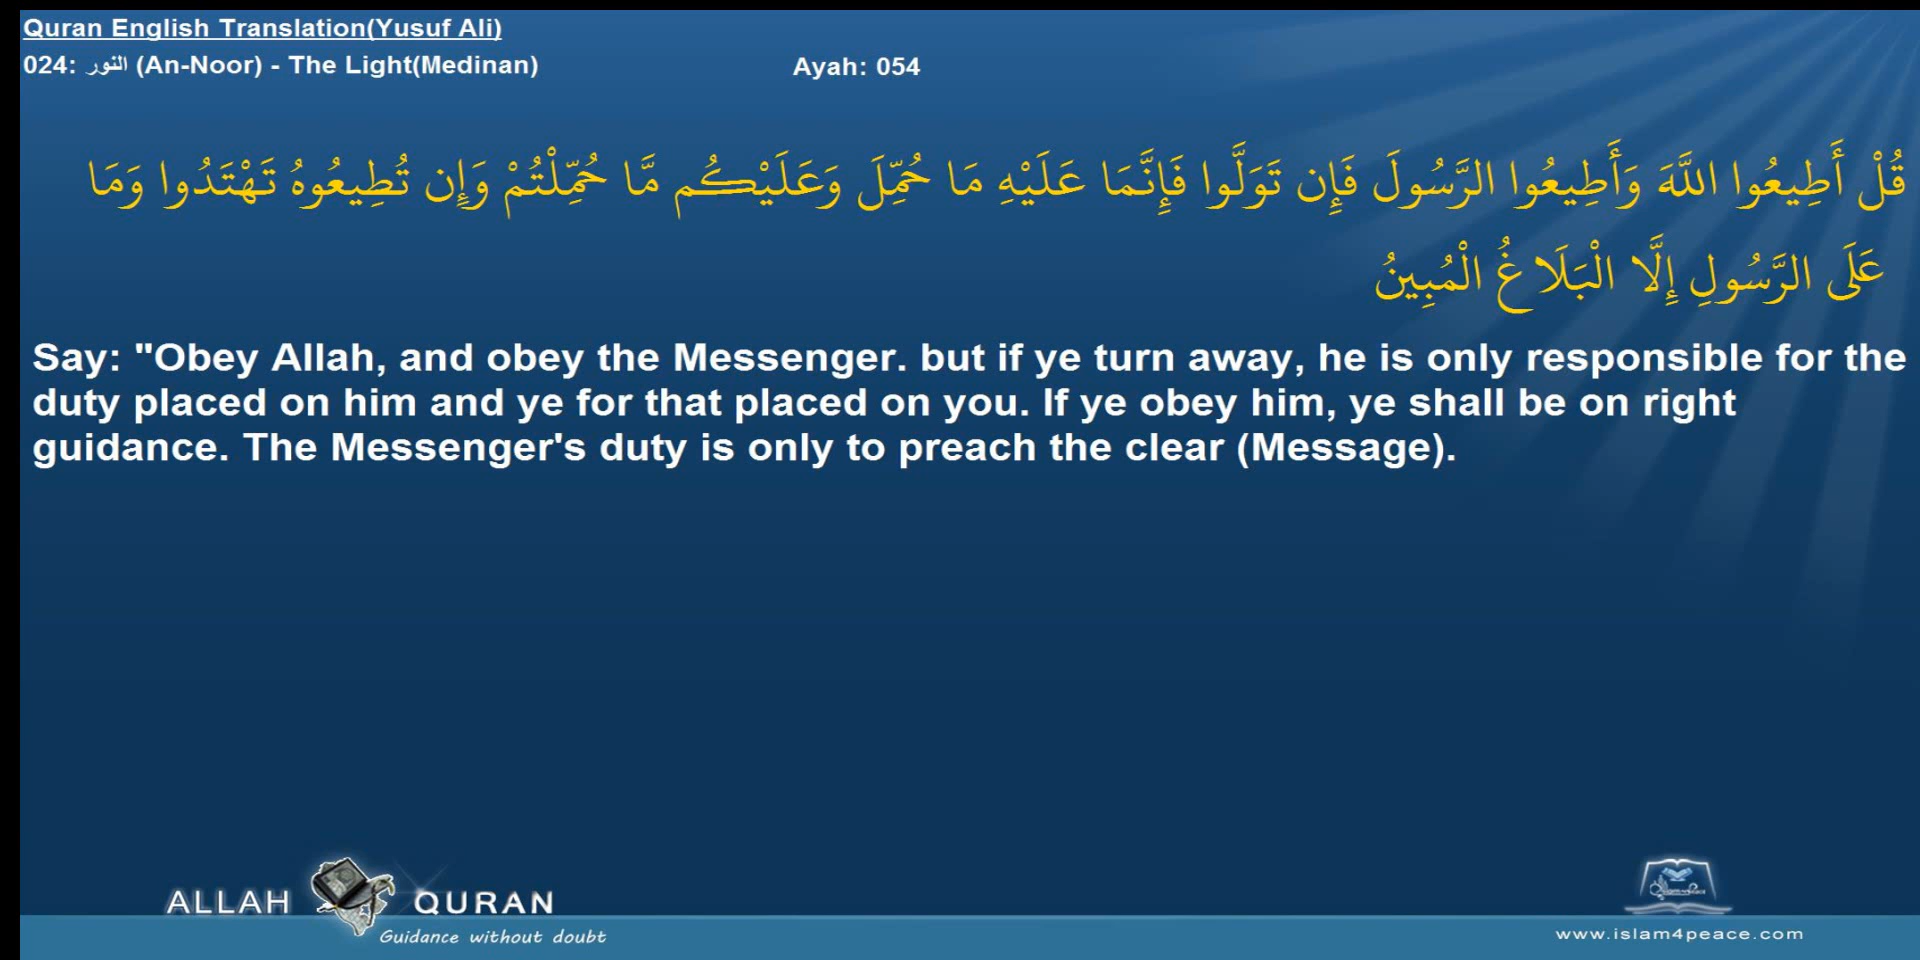 Quran English Translation(Yusuf Ali)
024: النور (An-Noor) - The Light(Medinan)
Ayah: 054
قُلْ أَطِيعُوا اللَّهَ وَأَطِيعُوا الرَّسُولَ فَإِن تَوَلَّوا فَإِنَّمَا عَلَيْهِ مَا حُمِّلَ وَعَلَيْكُم مَّا حُمِّلْتُمْ وَإِن تُطِيعُوهُ تَهْتَدُوا وَمَا
عَلَى الرَّسُولِ إِلَّا الْبَلَاغُ الْمُبِينُ
Say: "Obey Allah, and obey the Messenger. but if ye turn away, he is only responsible for the
duty placed on him and ye for that placed on you. If ye obey him, ye shall be on right
guidance. The Messenger's duty is only to preach the clear (Message).
ALLAH QURAN
Guidance without doubt
www.islam4peace.com